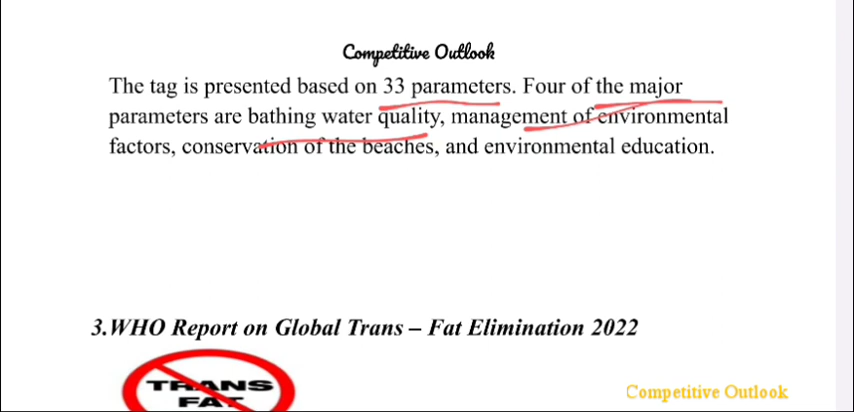 Competitive Outlook
The tag is presented based on 33 parameters. Four of the major
parameters are bathing water quality, management of environmental
factors, conservation of the beaches, and environmental education.
3.WHO Report on Global Trans – Fat Elimination 2022
TRANS
FAT
Competitive Outlook